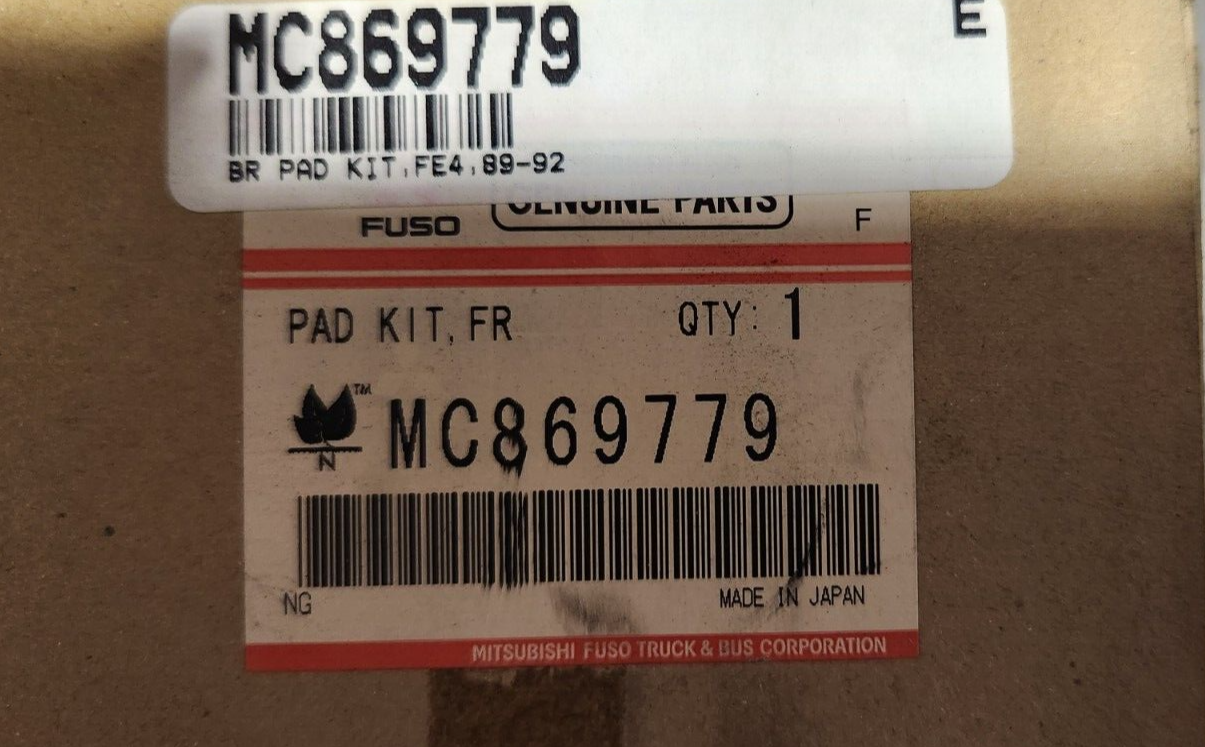 MC869779
E
BR PAD KIT,FE4,89-92
FUSO
GENUINE PARTS
F
PAD KIT, FR
QTY: 1
TM
N
MC869779
NG
MADE IN JAPAN
MITSUBISHI FUSO TRUCK & BUS CORPORATION